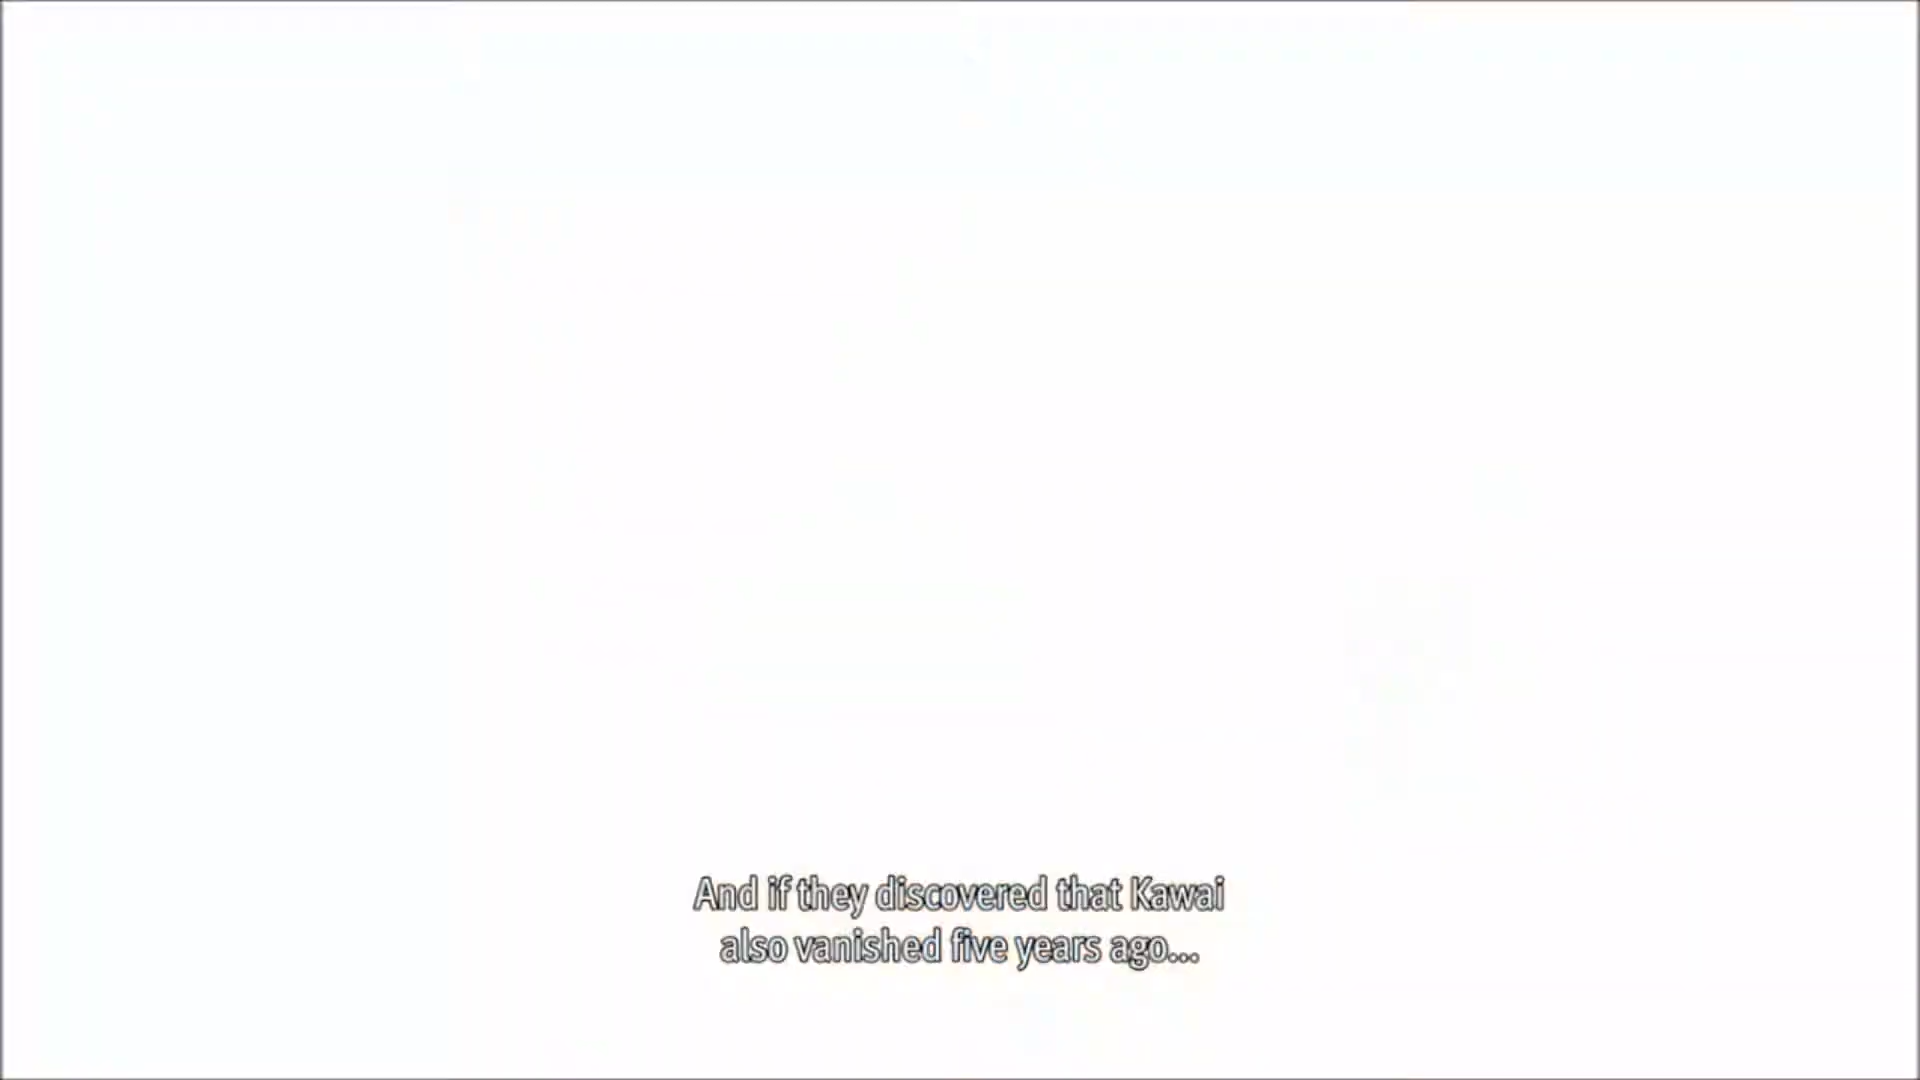 And if they discovered that Kawai
also vanished five years ago...